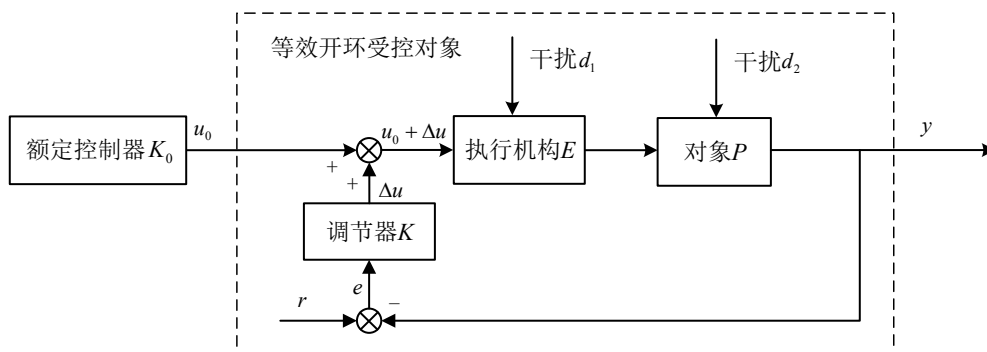 等效开环受控对象
干扰d₁
干扰d₂
额定控制器K₀
u₀
u₀ + Δu
执行机构E
对象P
y
+
+
Δu
调节器K
e
r
−